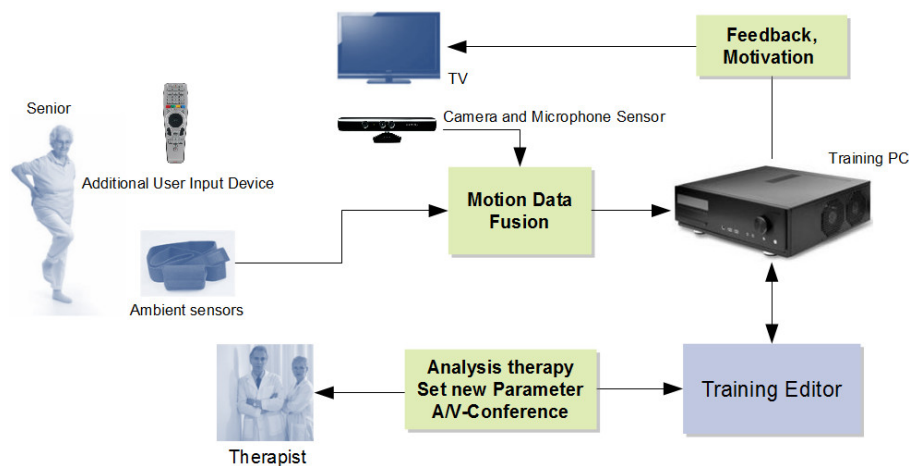 Feedback,
Motivation
TV
Senior
Camera and Microphone Sensor
Training PC
Additional User Input Device
Motion Data
Fusion
Ambient sensors
Analysis therapy
Set new Parameter
A/V-Conference
Training Editor
Therapist